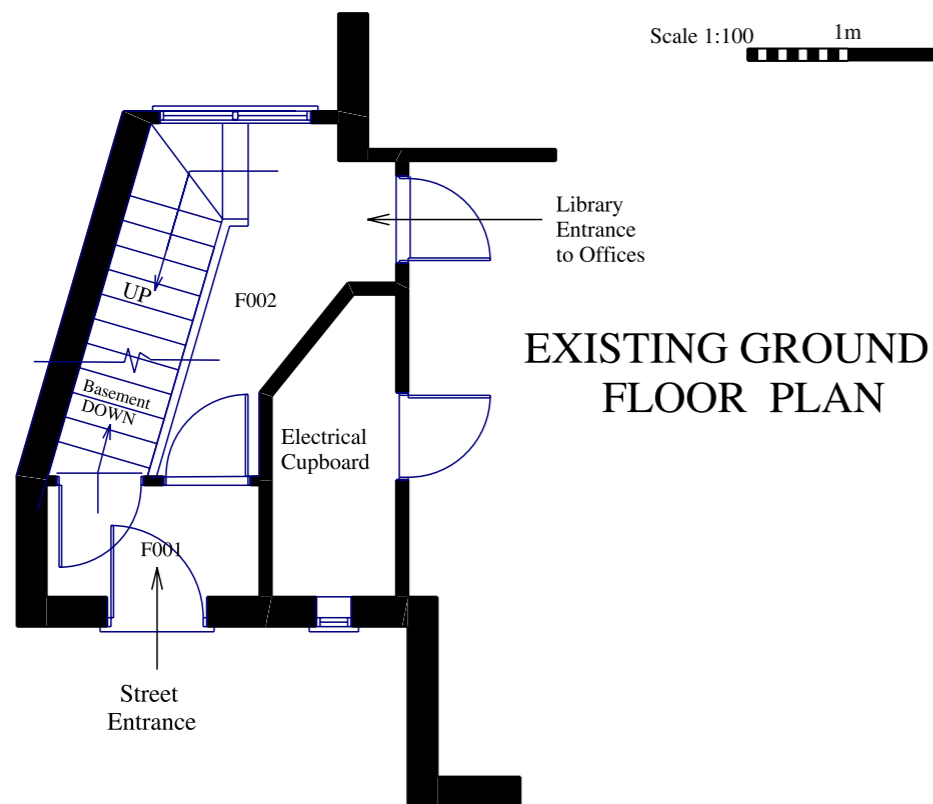 Scale 1:100
1m
Library
Entrance
to Offices
UP
F002
EXISTING GROUND
FLOOR PLAN
Basement
DOWN
Electrical
Cupboard
F001
Street
Entrance